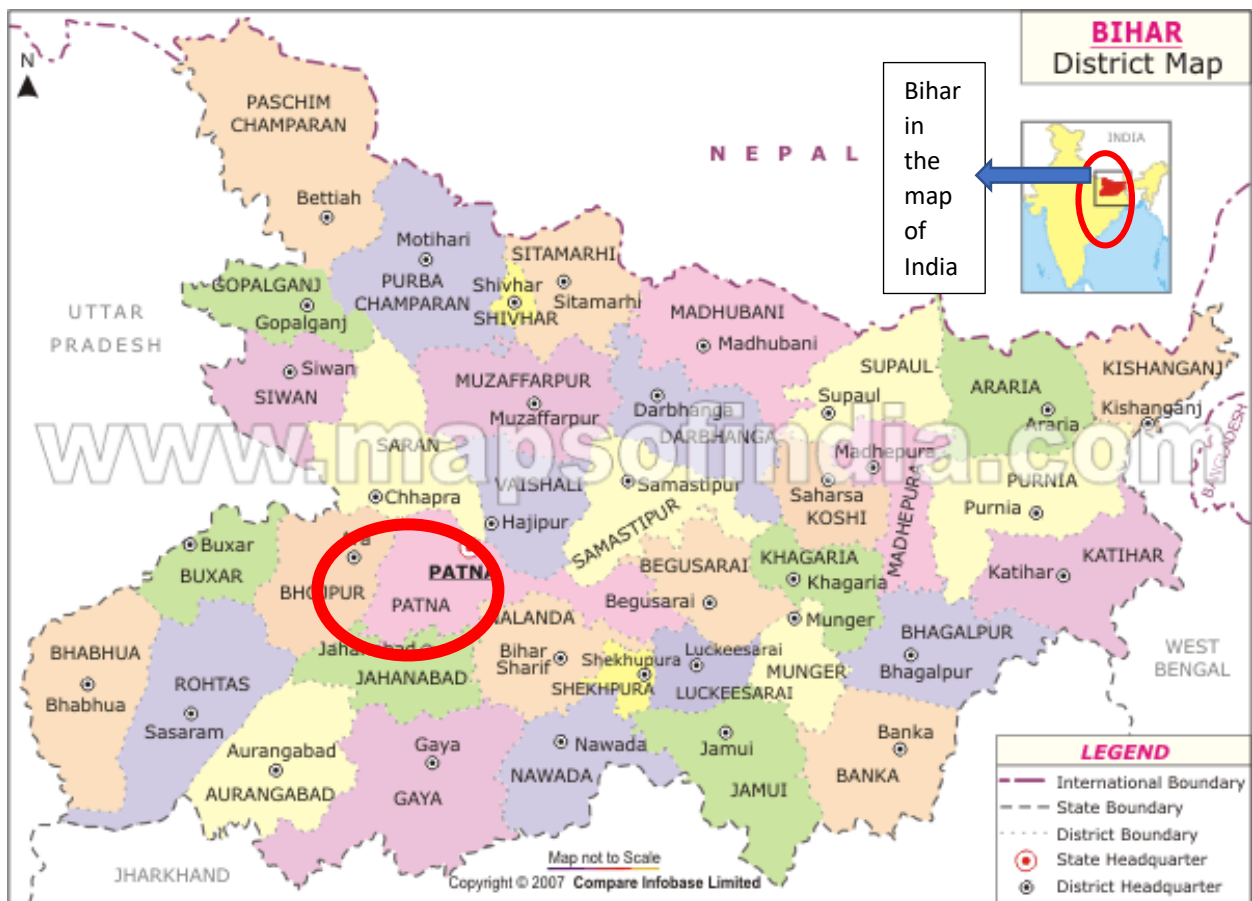 BIHAR
District Map
N
Bihar
in
the
map
of
India
INDIA
NEPAL
PASCHIM
CHAMPARAN
Bettiah
Motihari
PURBA
CHAMPARAN
SITAMARHI
Shivhar
Sitamarhi
SHIVHAR
GOPALGANJ
Gopalganj
UTTAR
PRADESH
MADHUBANI
Madhubani
Siwan
SIWAN
MUZAFFARPUR
Muzaffarpur
Darbhanga
DARBHANGA
SUPAUL
Supaul
ARARIA
Araria
KISHANGANJ
Kishanganj
www.mapsofindia.com
SARAN
Chhapra
VAISHALI
Hajipur
Samastipur
SAMASTIPUR
Madhepura
MADHEPURA
Saharsa
KOSHI
PURNIA
Purnia
BANGLADESH
Buxar
BUXAR
BHOJPUR
PATNA
PATNA
BEGUSARAI
Begusarai
KHAGARIA
Khagaria
KATIHAR
Katihar
Munger
MUNGER
BHAGALPUR
Bhagalpur
WEST
BENGAL
BHABHUA
Bhabhua
ROHTAS
Sasaram
JAHANABAD
Bihar
Sharif
Shekhupura
SHEKHPURA
Luckeesarai
LUCKEESARAI
Aurangabad
AURANGABAD
Gaya
GAYA
Nawada
NAWADA
Jamui
JAMUI
Banka
BANKA
JHARKHAND
Map not to Scale
Copyright © 2007 Compare Infobase Limited
LEGEND
International Boundary
State Boundary
District Boundary
State Headquarter
District Headquarter